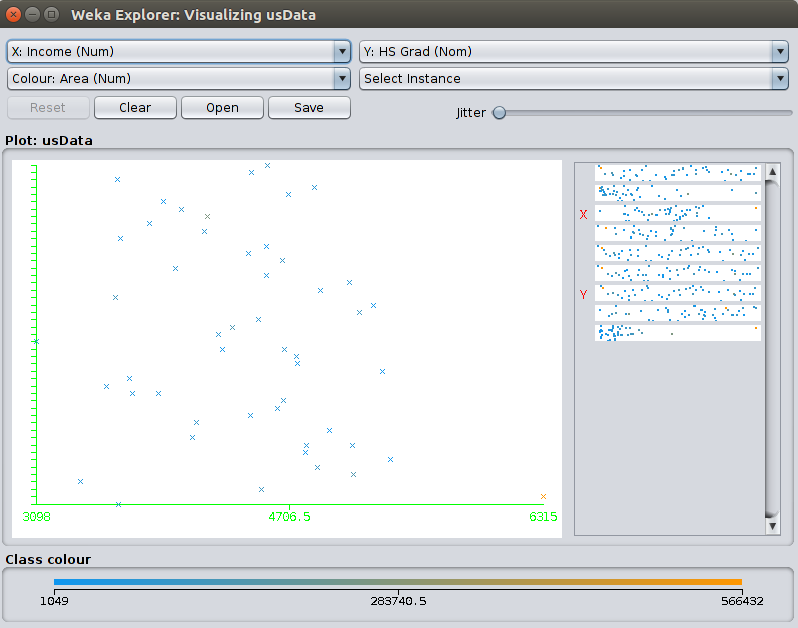 Weka Explorer: Visualizing usData
X: Income (Num)
Y: HS Grad (Nom)
Colour: Area (Num)
Select Instance
Reset
Clear
Open
Save
Jitter
Plot: usData
X
Y
3098
4706.5
6315
Class colour
1049
283740.5
566432